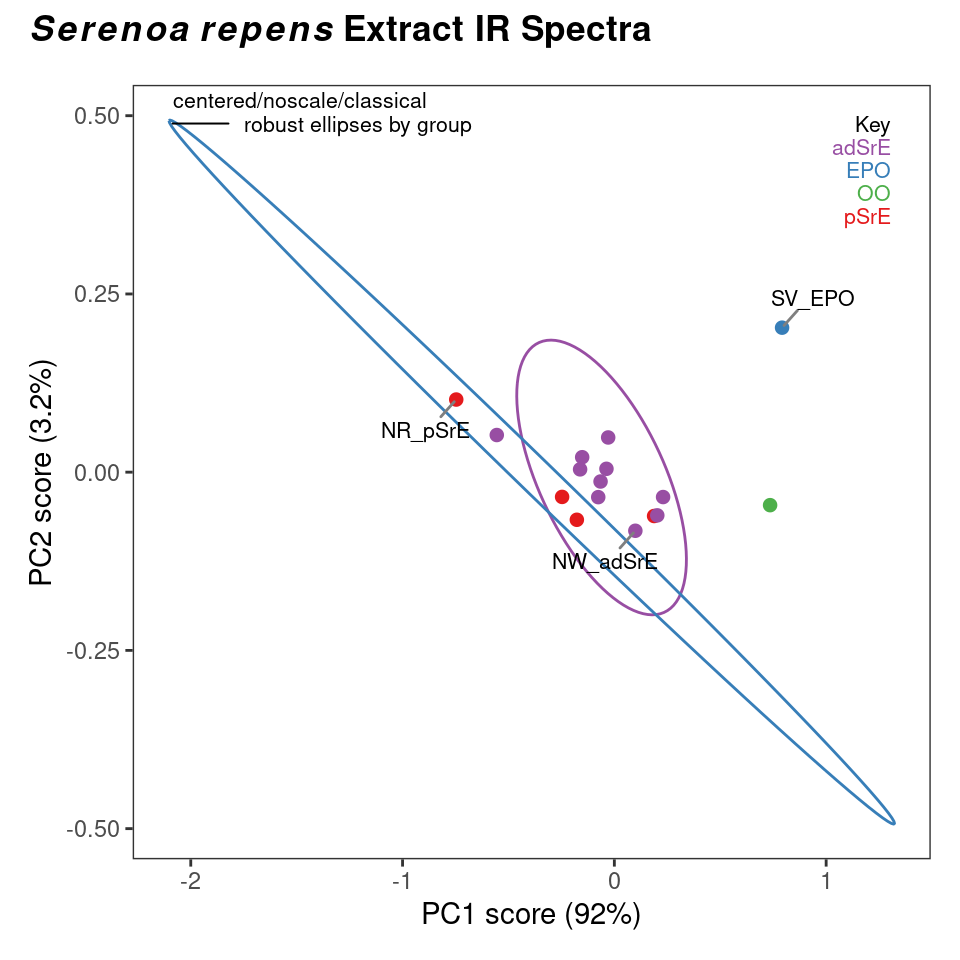 Serenoa repens Extract IR Spectra
centered/noscale/classical
robust ellipses by group
Key
adSrE
EPO
OO
pSrE
SV_EPO
NR_pSrE
NW_adSrE
0.50
0.25
0.00
-0.25
-0.50
PC2 score (3.2%)
-2
-1
0
1
PC1 score (92%)